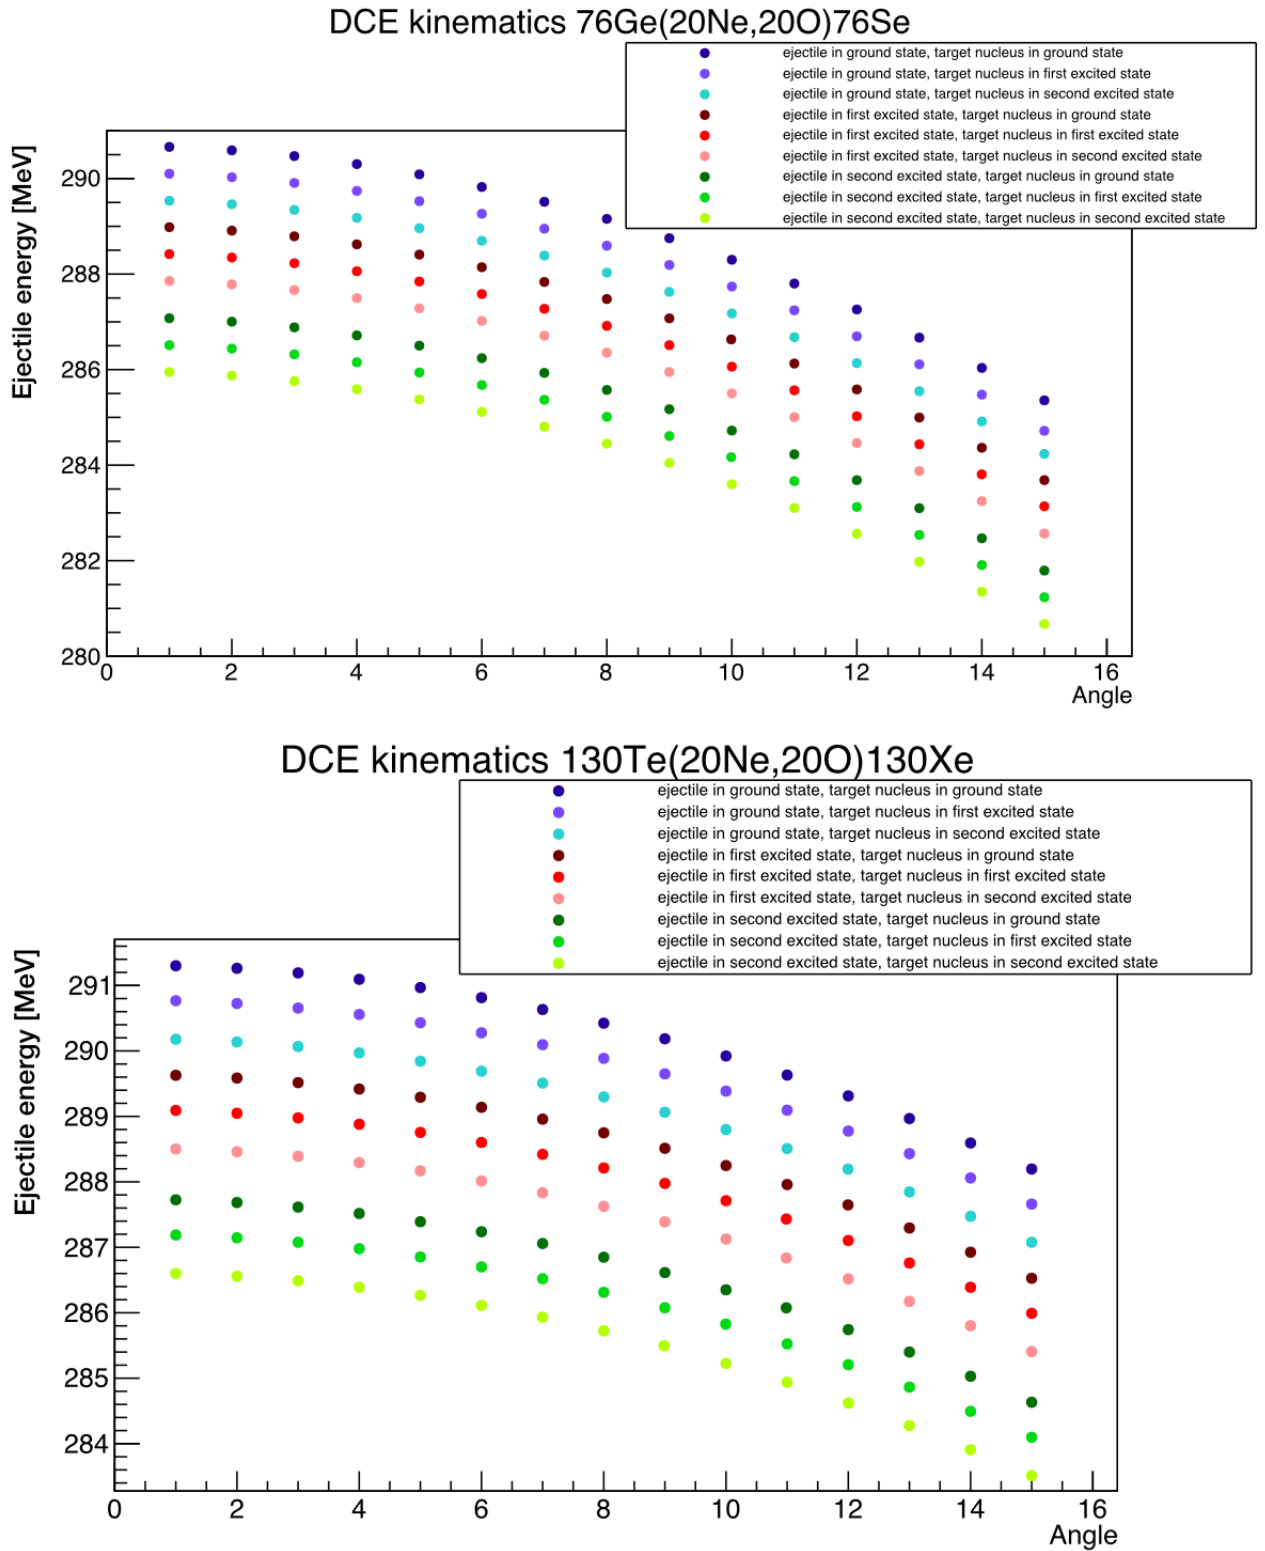 DCE kinematics 76Ge(20Ne,20O)76Se
ejectile in ground state, target nucleus in ground state
ejectile in ground state, target nucleus in first excited state
ejectile in ground state, target nucleus in second excited state
ejectile in first excited state, target nucleus in ground state
ejectile in first excited state, target nucleus in first excited state
ejectile in first excited state, target nucleus in second excited state
ejectile in second excited state, target nucleus in ground state
ejectile in second excited state, target nucleus in first excited state
ejectile in second excited state, target nucleus in second excited state
Ejectile energy [MeV]
290
288
286
284
282
280
0 2 4 6 8 10 12 14 16
Angle
DCE kinematics 130Te(20Ne,20O)130Xe
ejectile in ground state, target nucleus in ground state
ejectile in ground state, target nucleus in first excited state
ejectile in ground state, target nucleus in second excited state
ejectile in first excited state, target nucleus in ground state
ejectile in first excited state, target nucleus in first excited state
ejectile in first excited state, target nucleus in second excited state
ejectile in second excited state, target nucleus in ground state
ejectile in second excited state, target nucleus in first excited state
ejectile in second excited state, target nucleus in second excited state
Ejectile energy [MeV]
291
290
289
288
287
286
285
284
0 2 4 6 8 10 12 14 16
Angle